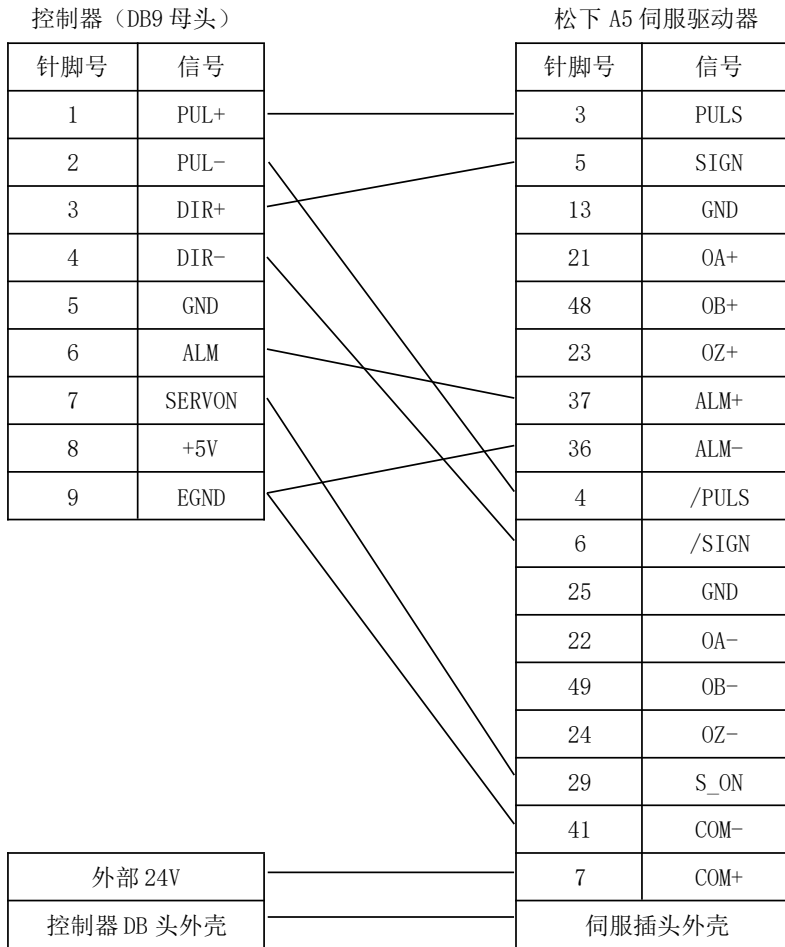 控制器（DB9 母头） 松下 A5 伺服驱动器
针脚号 信号 针脚号 信号
1 PUL+ 3 PULS
2 PUL- 5 SIGN
3 DIR+ 13 GND
4 DIR- 21 OA+
5 GND 48 OB+
6 ALM 23 OZ+
7 SERVON 37 ALM+
8 +5V 36 ALM-
9 EGND 4 /PULS
6 /SIGN
25 GND
22 OA-
49 OB-
24 OZ-
29 S_ON
41 COM-
外部 24V 7 COM+
控制器 DB 头外壳 伺服插头外壳